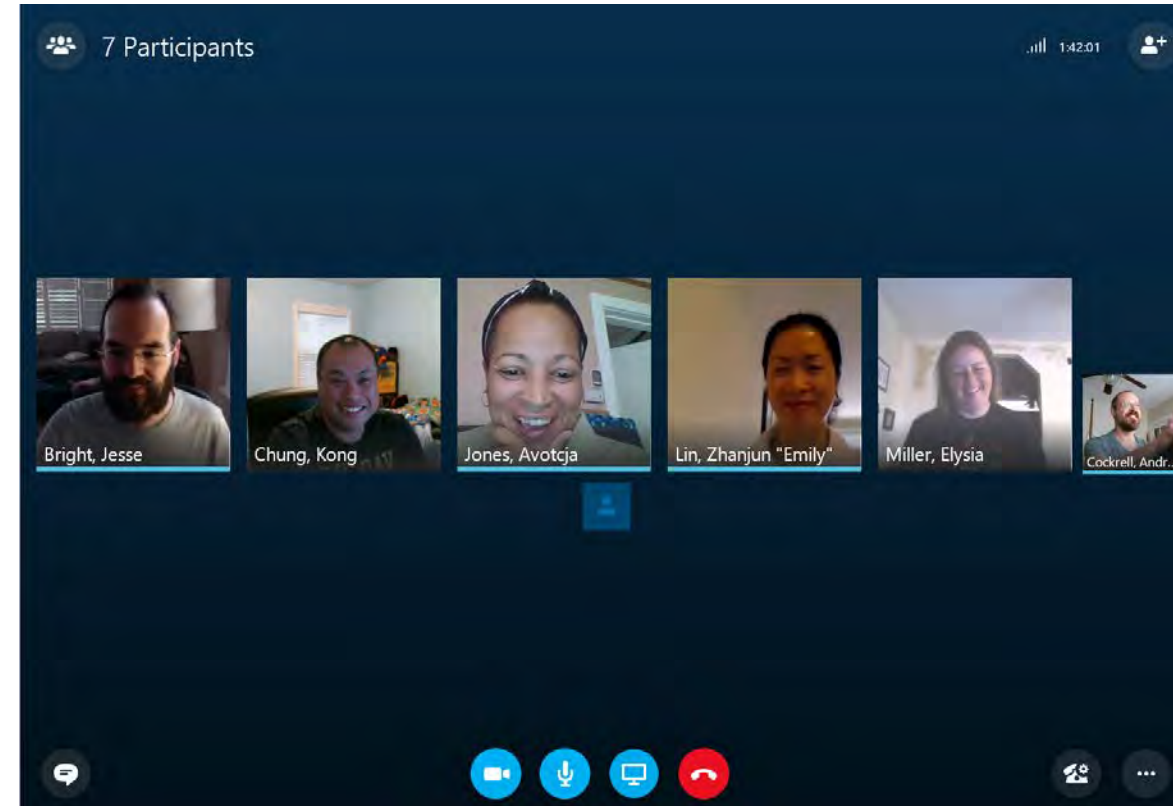 7 Participants
1:42:01
Bright, Jesse
Chung, Kong
Jones, Avotcja
Lin, Zhanjun "Emily"
Miller, Elysia
Cockrell, Andr...